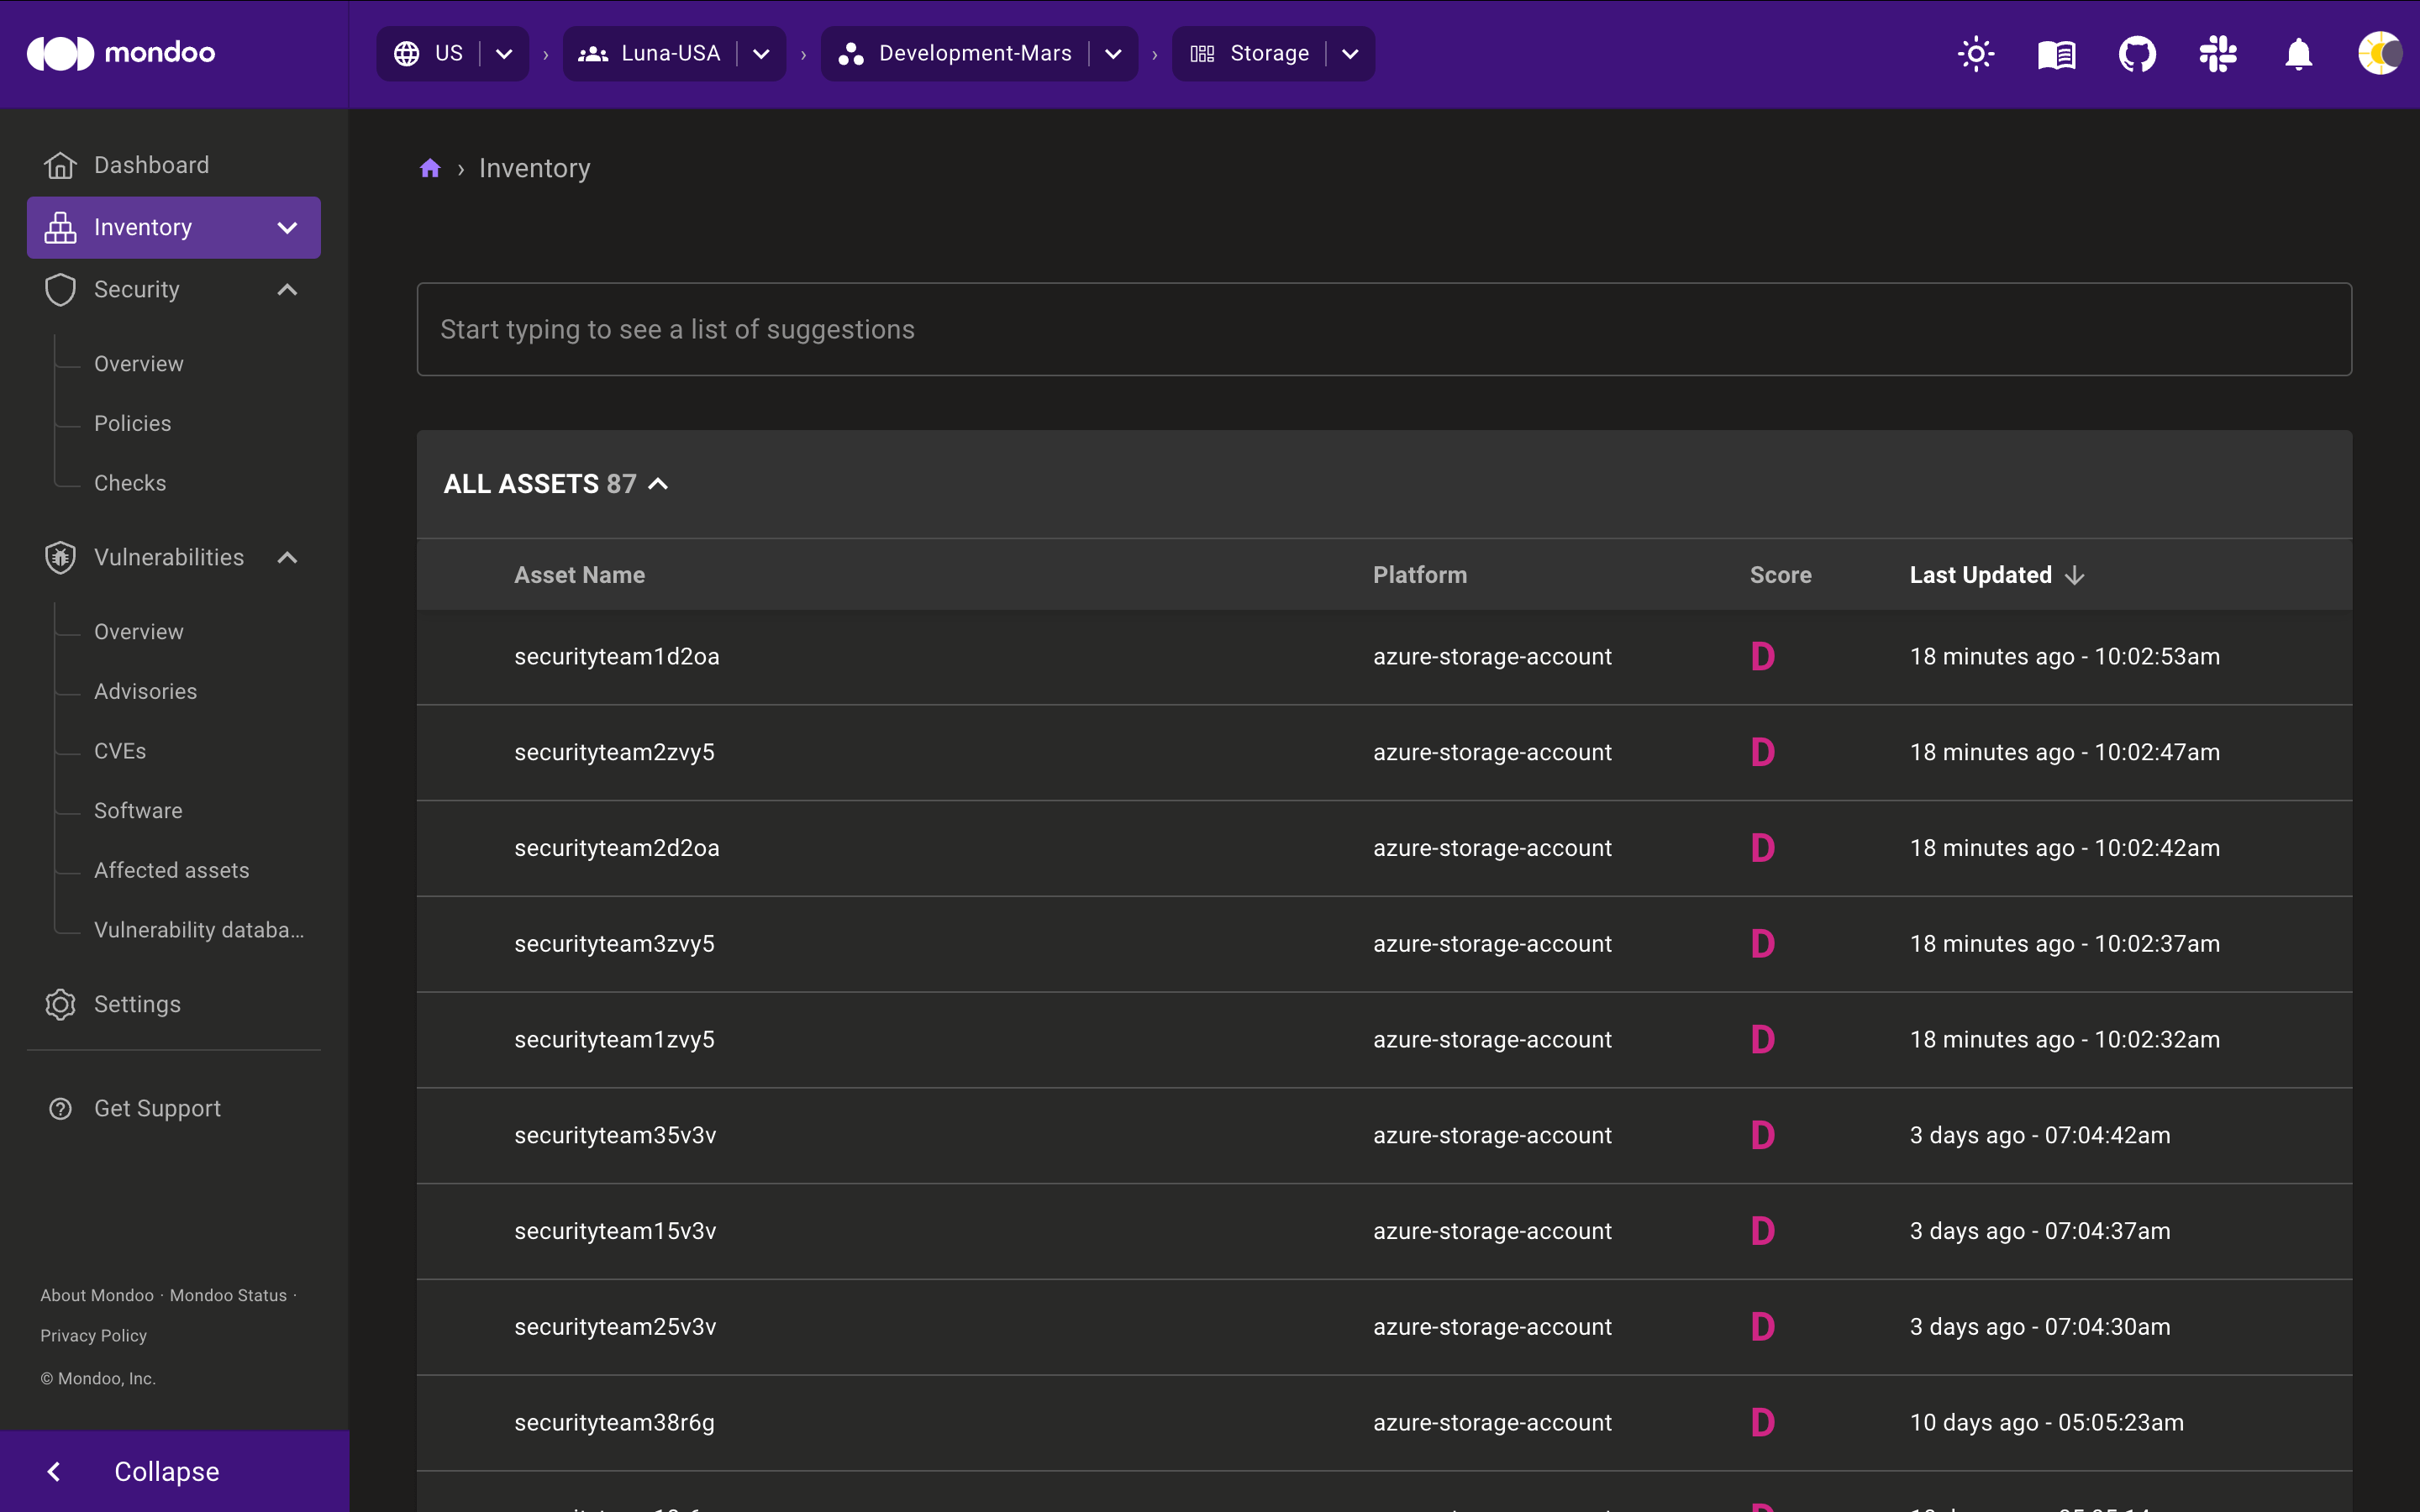 mondoo
US
Luna-USA
Development-Mars
Storage
Dashboard
Inventory
Security
Overview
Policies
Checks
Vulnerabilities
Overview
Advisories
CVEs
Software
Affected assets
Vulnerability databa...
Settings
Get Support
About Mondoo · Mondoo Status ·
Privacy Policy
© Mondoo, Inc.
Collapse
› Inventory
Start typing to see a list of suggestions
ALL ASSETS 87
Asset Name Platform Score Last Updated
securityteam1d2oa azure-storage-account D 18 minutes ago - 10:02:53am
securityteam2zvy5 azure-storage-account D 18 minutes ago - 10:02:47am
securityteam2d2oa azure-storage-account D 18 minutes ago - 10:02:42am
securityteam3zvy5 azure-storage-account D 18 minutes ago - 10:02:37am
securityteam1zvy5 azure-storage-account D 18 minutes ago - 10:02:32am
securityteam35v3v azure-storage-account D 3 days ago - 07:04:42am
securityteam15v3v azure-storage-account D 3 days ago - 07:04:37am
securityteam25v3v azure-storage-account D 3 days ago - 07:04:30am
securityteam38r6g azure-storage-account D 10 days ago - 05:05:23am